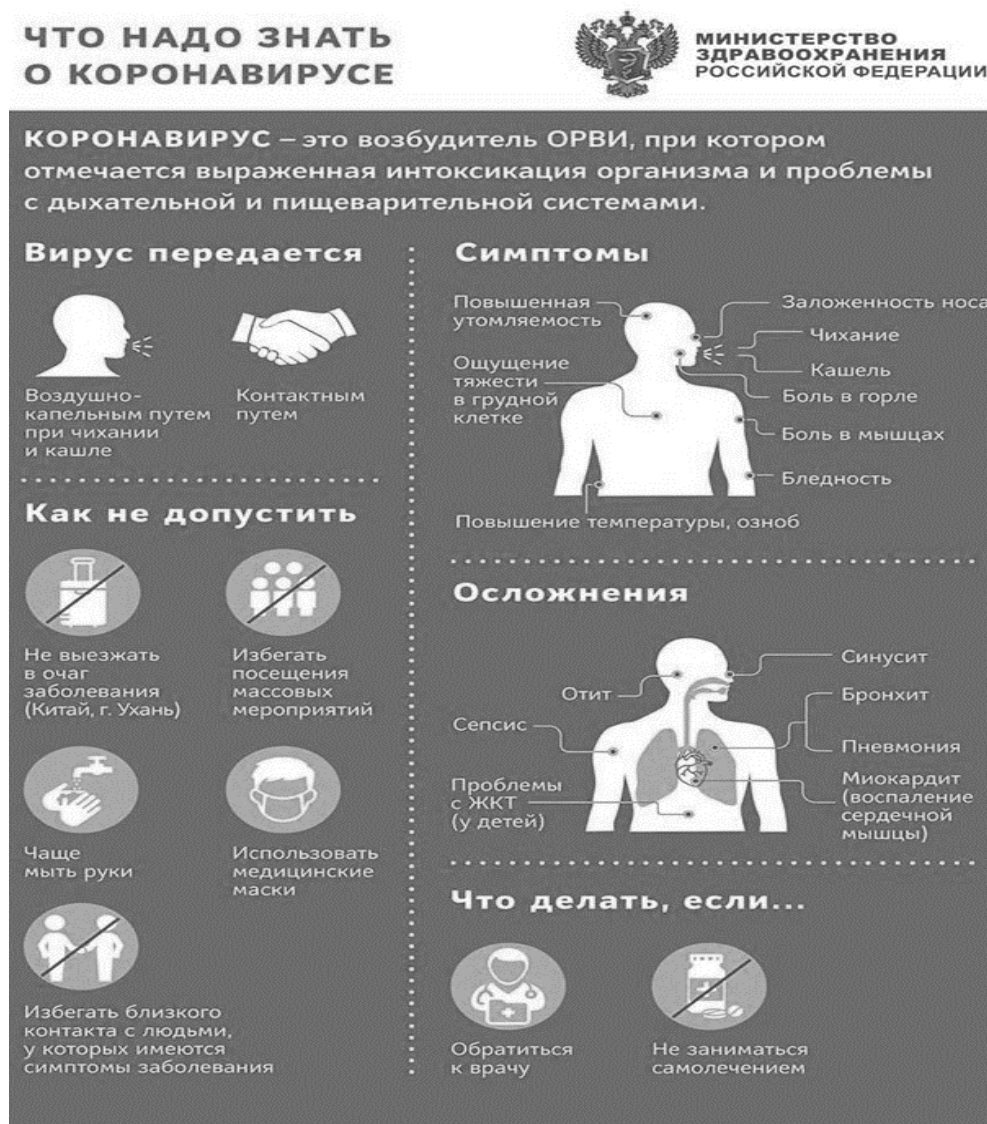 ЧТО НАДО ЗНАТЬ
О КОРОНАВИРУСЕ
МИНИСТЕРСТВО
ЗДРАВООХРАНЕНИЯ
РОССИЙСКОЙ ФЕДЕРАЦИИ
КОРОНАВИРУС – это возбудитель ОРВИ, при котором
отмечается выраженная интоксикация организма и проблемы
с дыхательной и пищеварительной системами.
Вирус передается
Воздушно-
капельным путем
при чихании
и кашле
Контактным
путем
Как не допустить
Не выезжать
в очаг
заболевания
(Китай, г. Ухань)
Избегать
посещения
массовых
мероприятий
Чаще
мыть руки
Использовать
медицинские
маски
Избегать близкого
контакта с людьми,
у которых имеются
симптомы заболевания
Симптомы
Повышенная
утомляемость
Ощущение
тяжести
в грудной
клетке
Заложенность носа
Чихание
Кашель
Боль в горле
Боль в мышцах
Бледность
Повышение температуры, озноб
Осложнения
Отит
Сепсис
Проблемы
с ЖКТ
(у детей)
Синусит
Бронхит
Пневмония
Миокардит
(воспаление
сердечной
мышцы)
Что делать, если...
Обратиться
к врачу
Не заниматься
самолечением